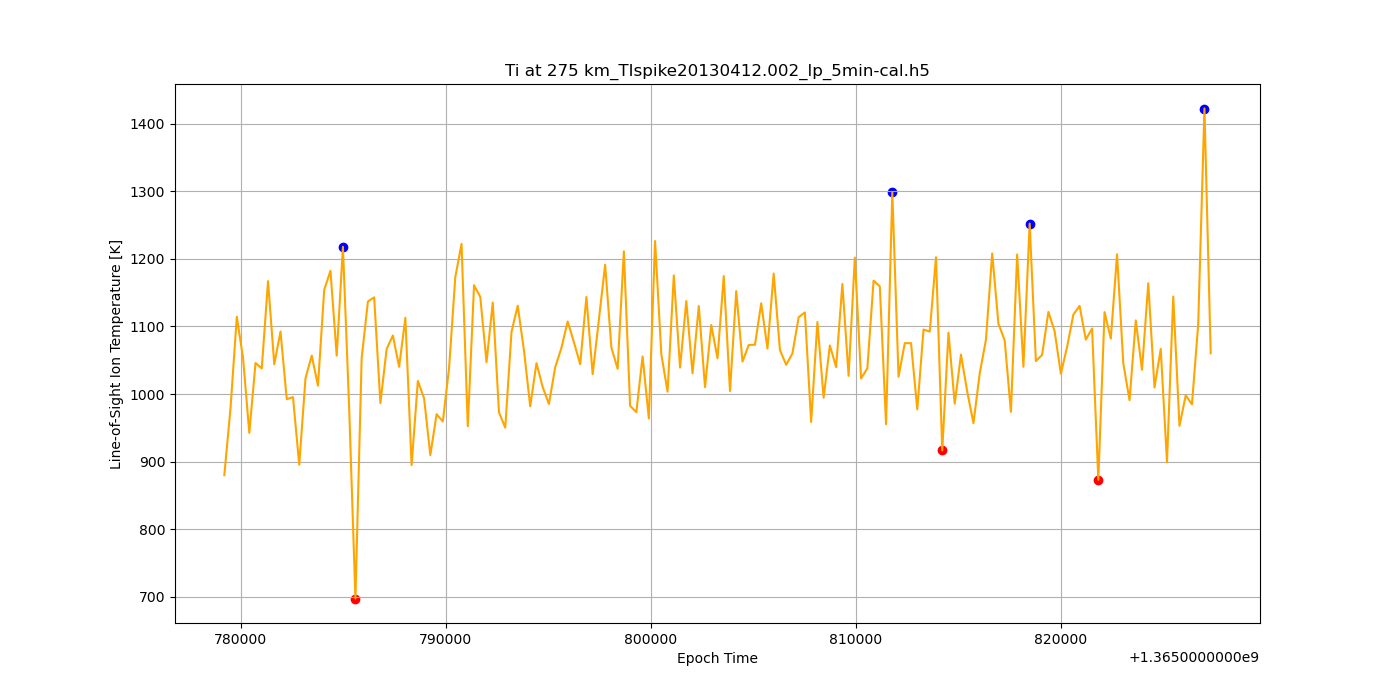 Ti at 275 km_TIspike20130412.002_lp_5min-cal.h5
1400
1300
1200
1100
1000
900
800
700
Line-of-Sight Ion Temperature [K]
780000 790000 800000 810000 820000
Epoch Time
+1.3650000000e9